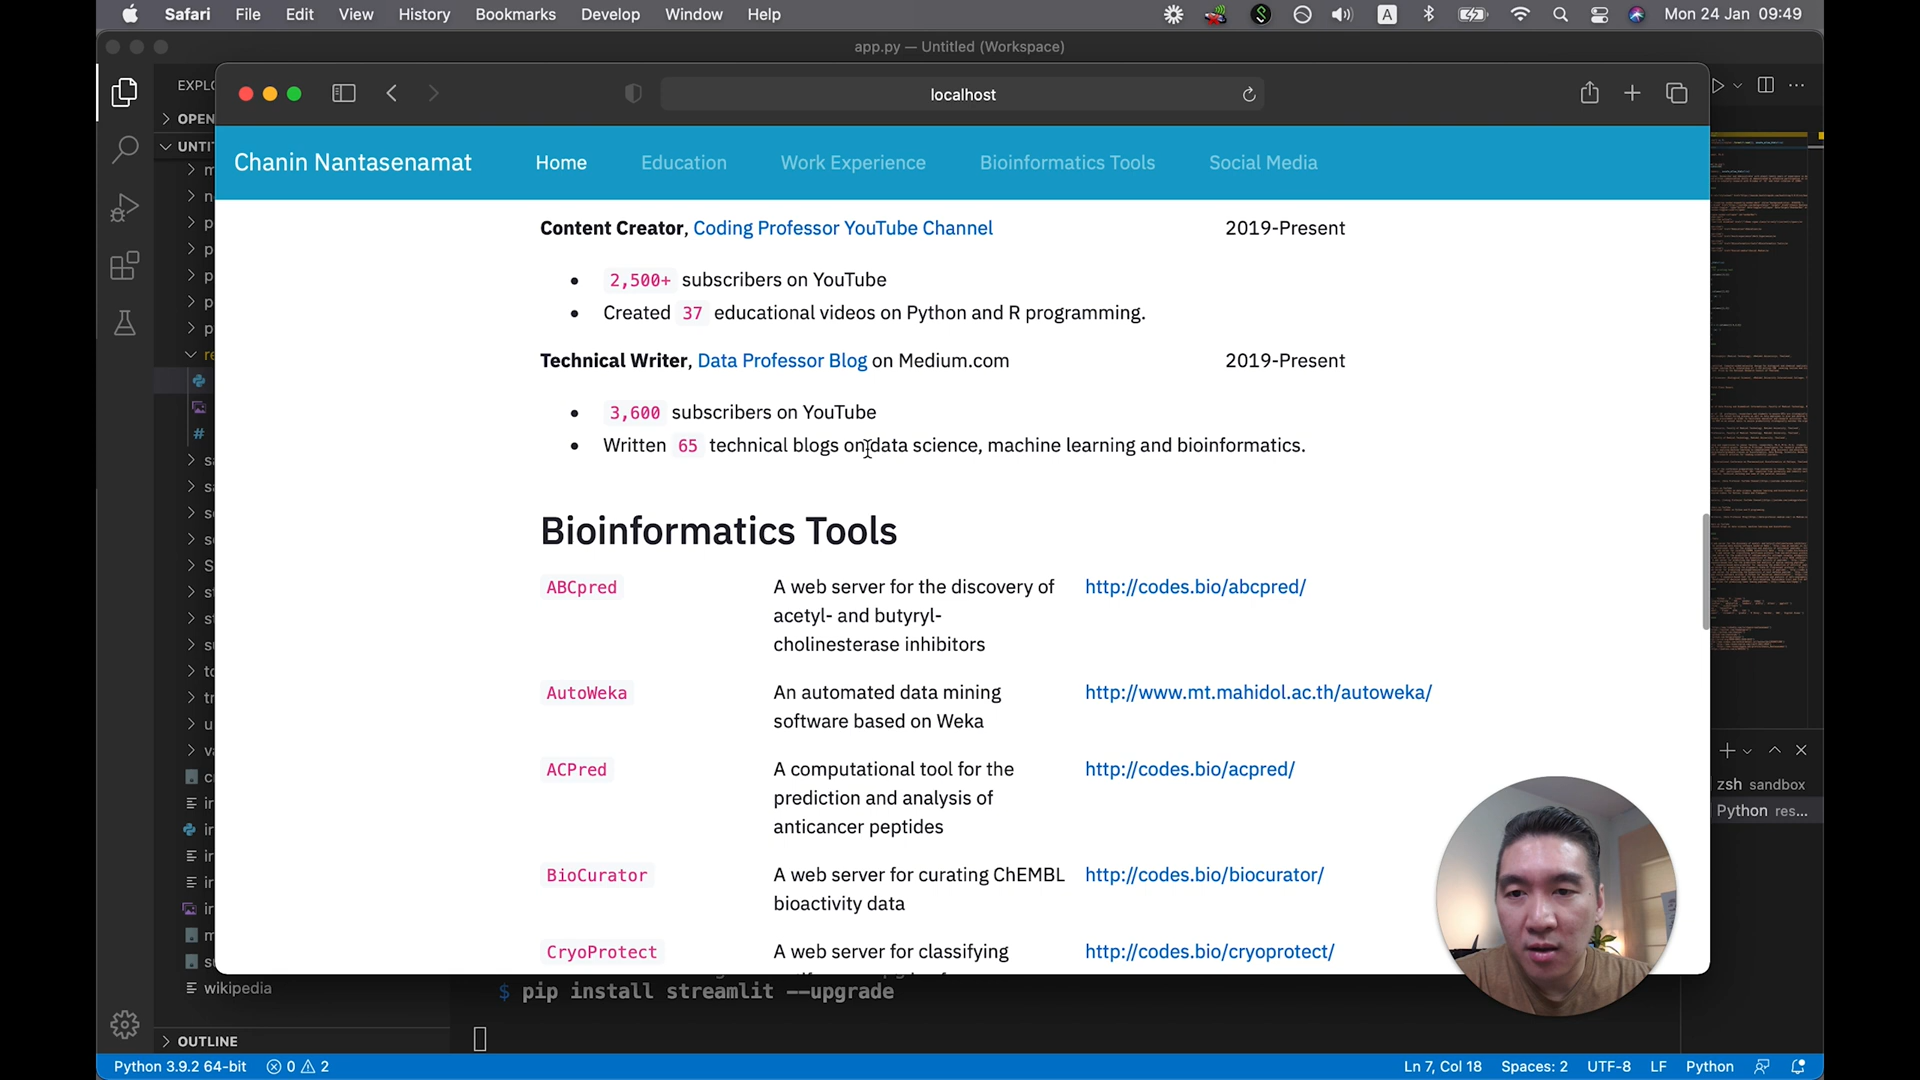 Safari File Edit View History Bookmarks Develop Window Help A Mon 24 Jan 09:49
app.py — Untitled (Workspace)
EXPLO
OPEN
UNTI
localhost
Chanin Nantasenamat Home Education Work Experience Bioinformatics Tools Social Media
Content Creator, Coding Professor YouTube Channel 2019-Present
• 2,500+ subscribers on YouTube
• Created 37 educational videos on Python and R programming.
Technical Writer, Data Professor Blog on Medium.com 2019-Present
• 3,600 subscribers on YouTube
• Written 65 technical blogs on data science, machine learning and bioinformatics.
Bioinformatics Tools
ABCpred A web server for the discovery of http://codes.bio/abcpred/
acetyl- and butyryl-
cholinesterase inhibitors
AutoWeka An automated data mining http://www.mt.mahidol.ac.th/autoweka/
software based on Weka
ACPred A computational tool for the http://codes.bio/acpred/
prediction and analysis of
anticancer peptides
BioCurator A web server for curating ChEMBL http://codes.bio/biocurator/
bioactivity data
CryoProtect A web server for classifying http://codes.bio/cryoprotect/
zsh sandbox
Python res...
wikipedia
$ pip install streamlit --upgrade
OUTLINE
Python 3.9.2 64-bit 0 2 Ln 7, Col 18 Spaces: 2 UTF-8 LF Python